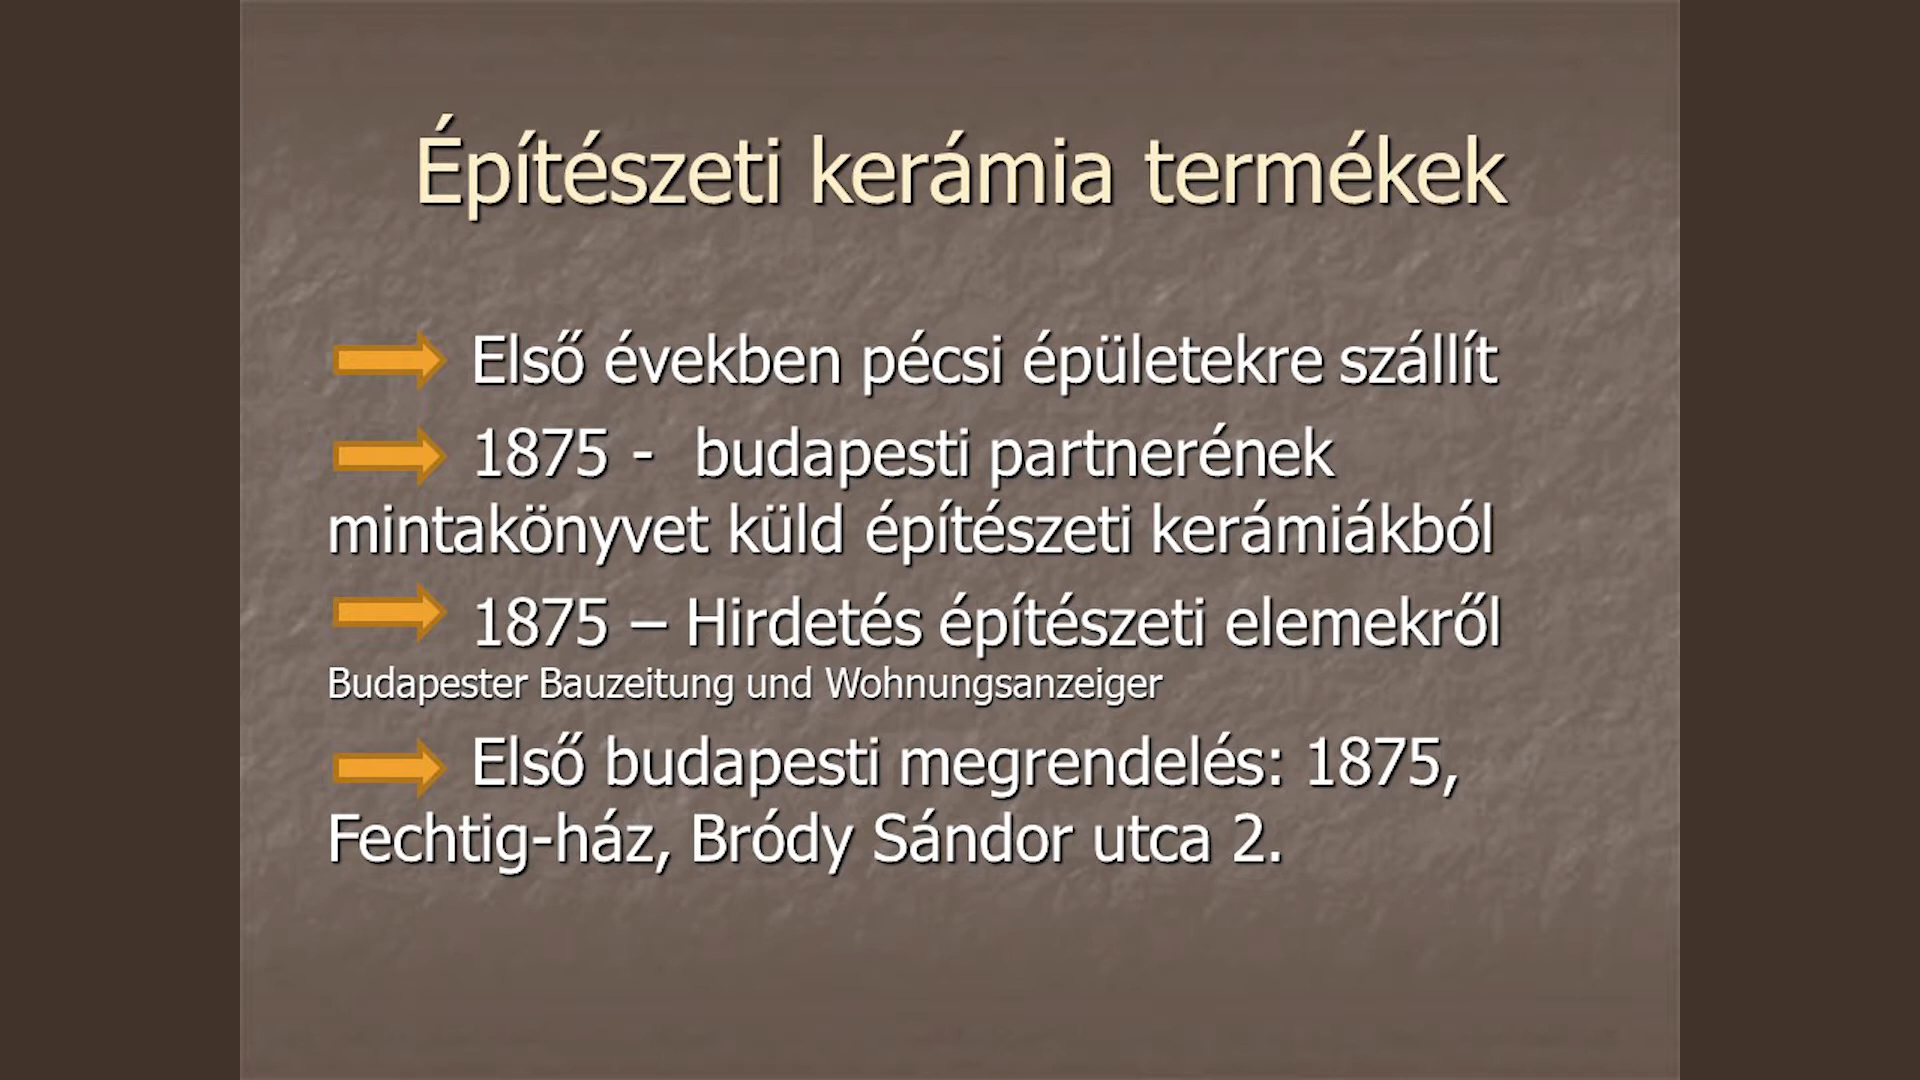 Építészeti kerámia termékek
Első években pécsi épületekre szállít
1875 - budapesti partnerének
mintakönyvet küld építészeti kerámiákból
1875 – Hirdetés építészeti elemekről
Budapester Bauzeitung und Wohnungsanzeiger
Első budapesti megrendelés: 1875,
Fechtig-ház, Bródy Sándor utca 2.